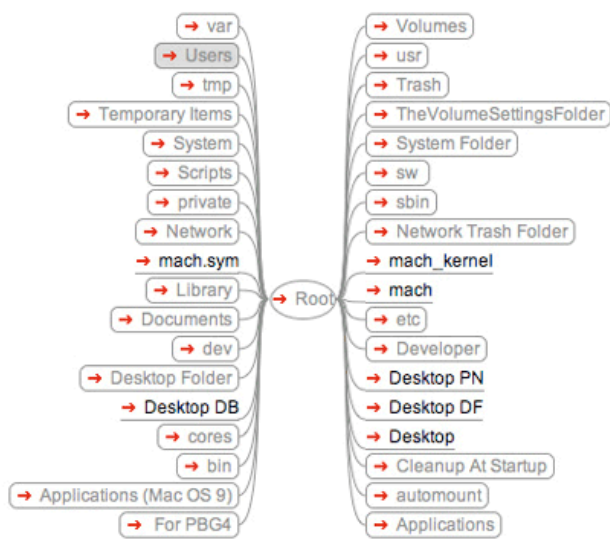 var
Users
tmp
Temporary Items
System
Scripts
private
Network
mach.sym
Library
Documents
dev
Desktop Folder
Desktop DB
cores
bin
Applications (Mac OS 9)
For PBG4
Root
Volumes
usr
Trash
TheVolumeSettingsFolder
System Folder
sw
sbin
Network Trash Folder
mach_kernel
mach
etc
Developer
Desktop PN
Desktop DF
Desktop
Cleanup At Startup
automount
Applications